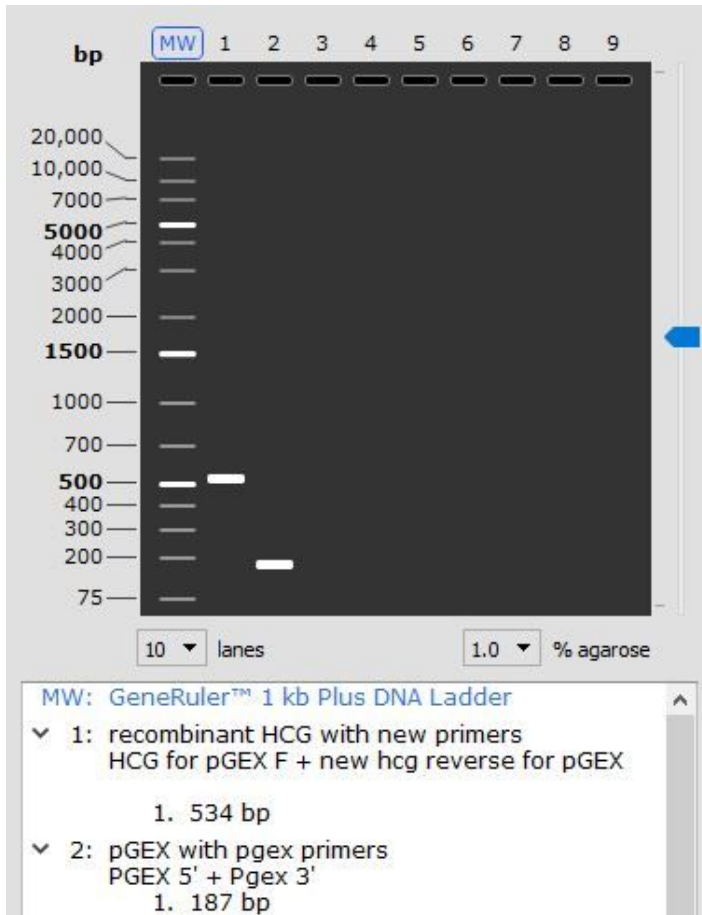 bp MW 1 2 3 4 5 6 7 8 9
20,000
10,000
7000
5000
4000
3000
2000
1500
1000
700
500
400
300
200
75
10 lanes 1.0 % agarose
MW: GeneRuler™ 1 kb Plus DNA Ladder
1: recombinant HCG with new primers
HCG for pGEX F + new hcg reverse for pGEX
1. 534 bp
2: pGEX with pgex primers
PGEX 5' + Pgex 3'
1. 187 bp